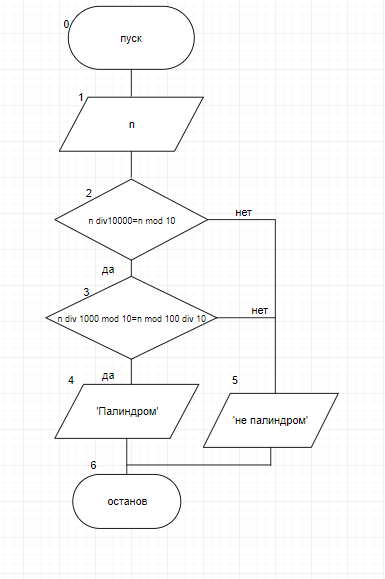 0
пуск
1
n
2
n div10000=n mod 10
нет
да
3
n div 1000 mod 10=n mod 100 div 10
нет
да
4
'Палиндром'
5
'не палиндром'
6
останов